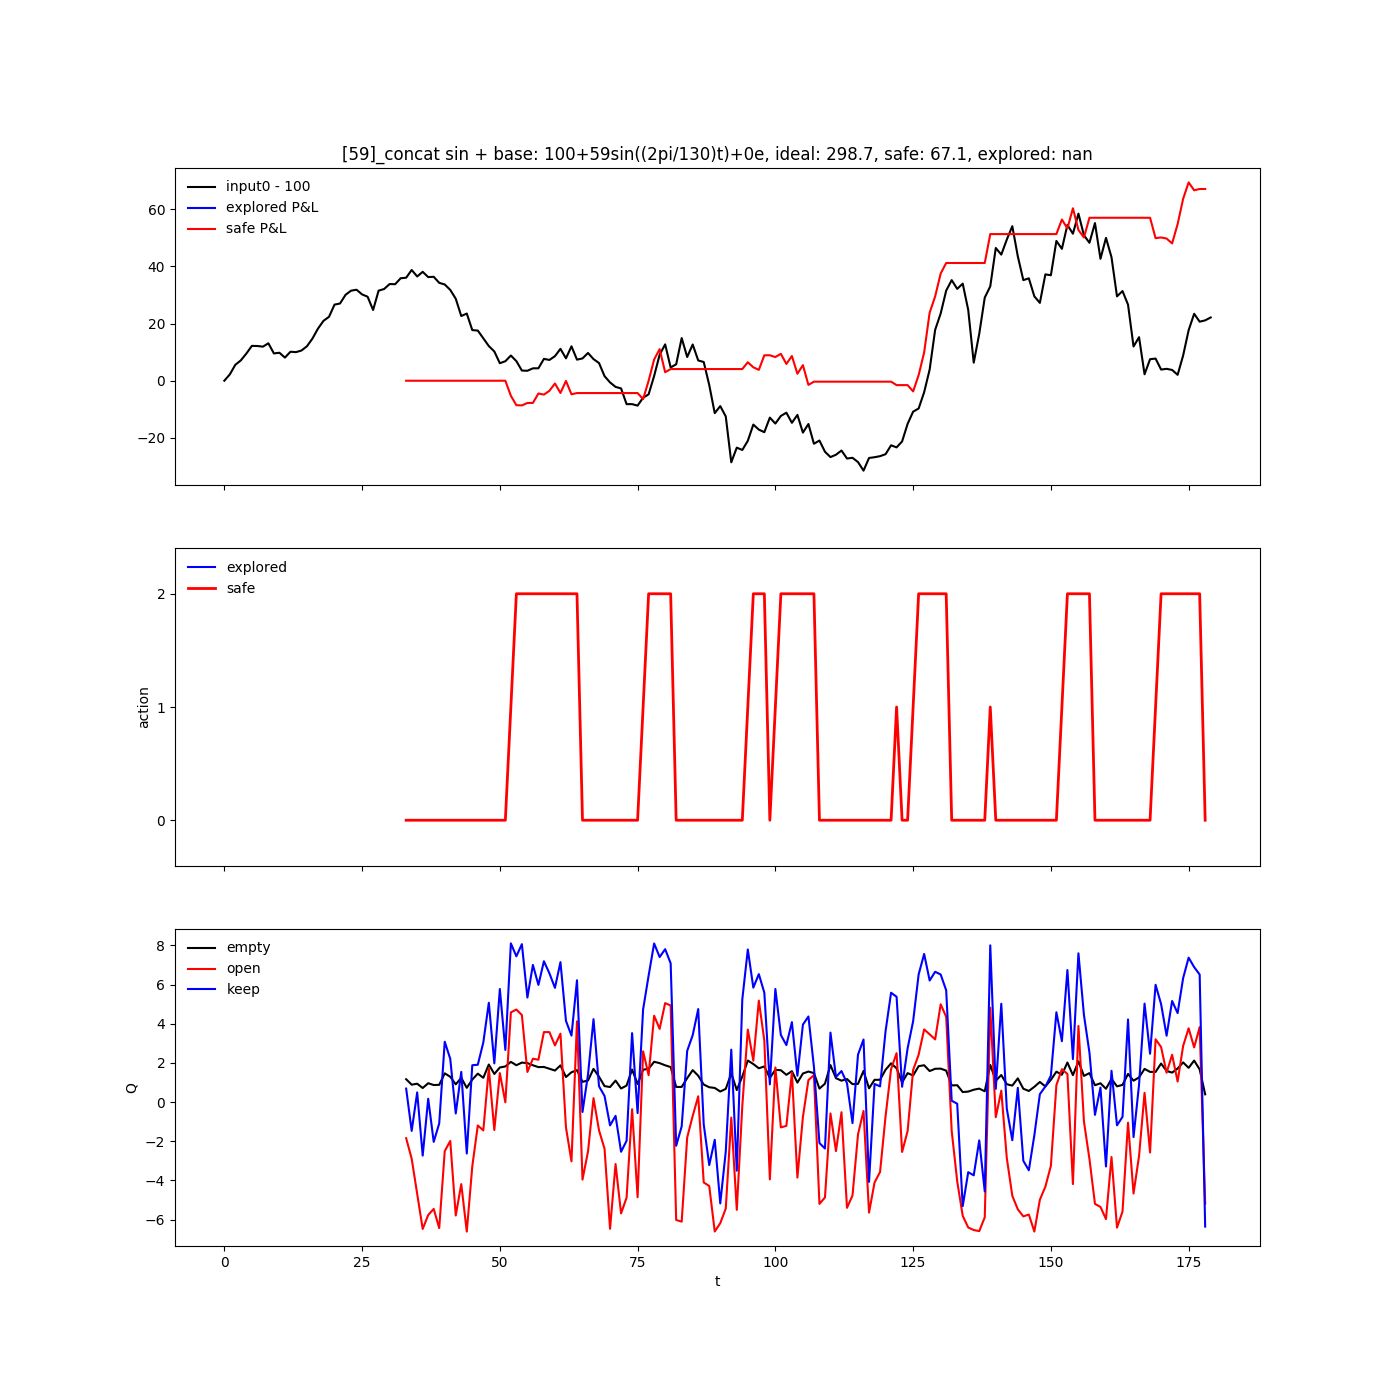 [59]_concat sin + base: 100+59sin((2pi/130)t)+0e, ideal: 298.7, safe: 67.1, explored: nan
input0 - 100
explored P&L
safe P&L
60
40
20
0
−20
explored
safe
2
1
0
action
empty
open
keep
8
6
4
2
0
−2
−4
−6
Q
0 25 50 75 100 125 150 175
t